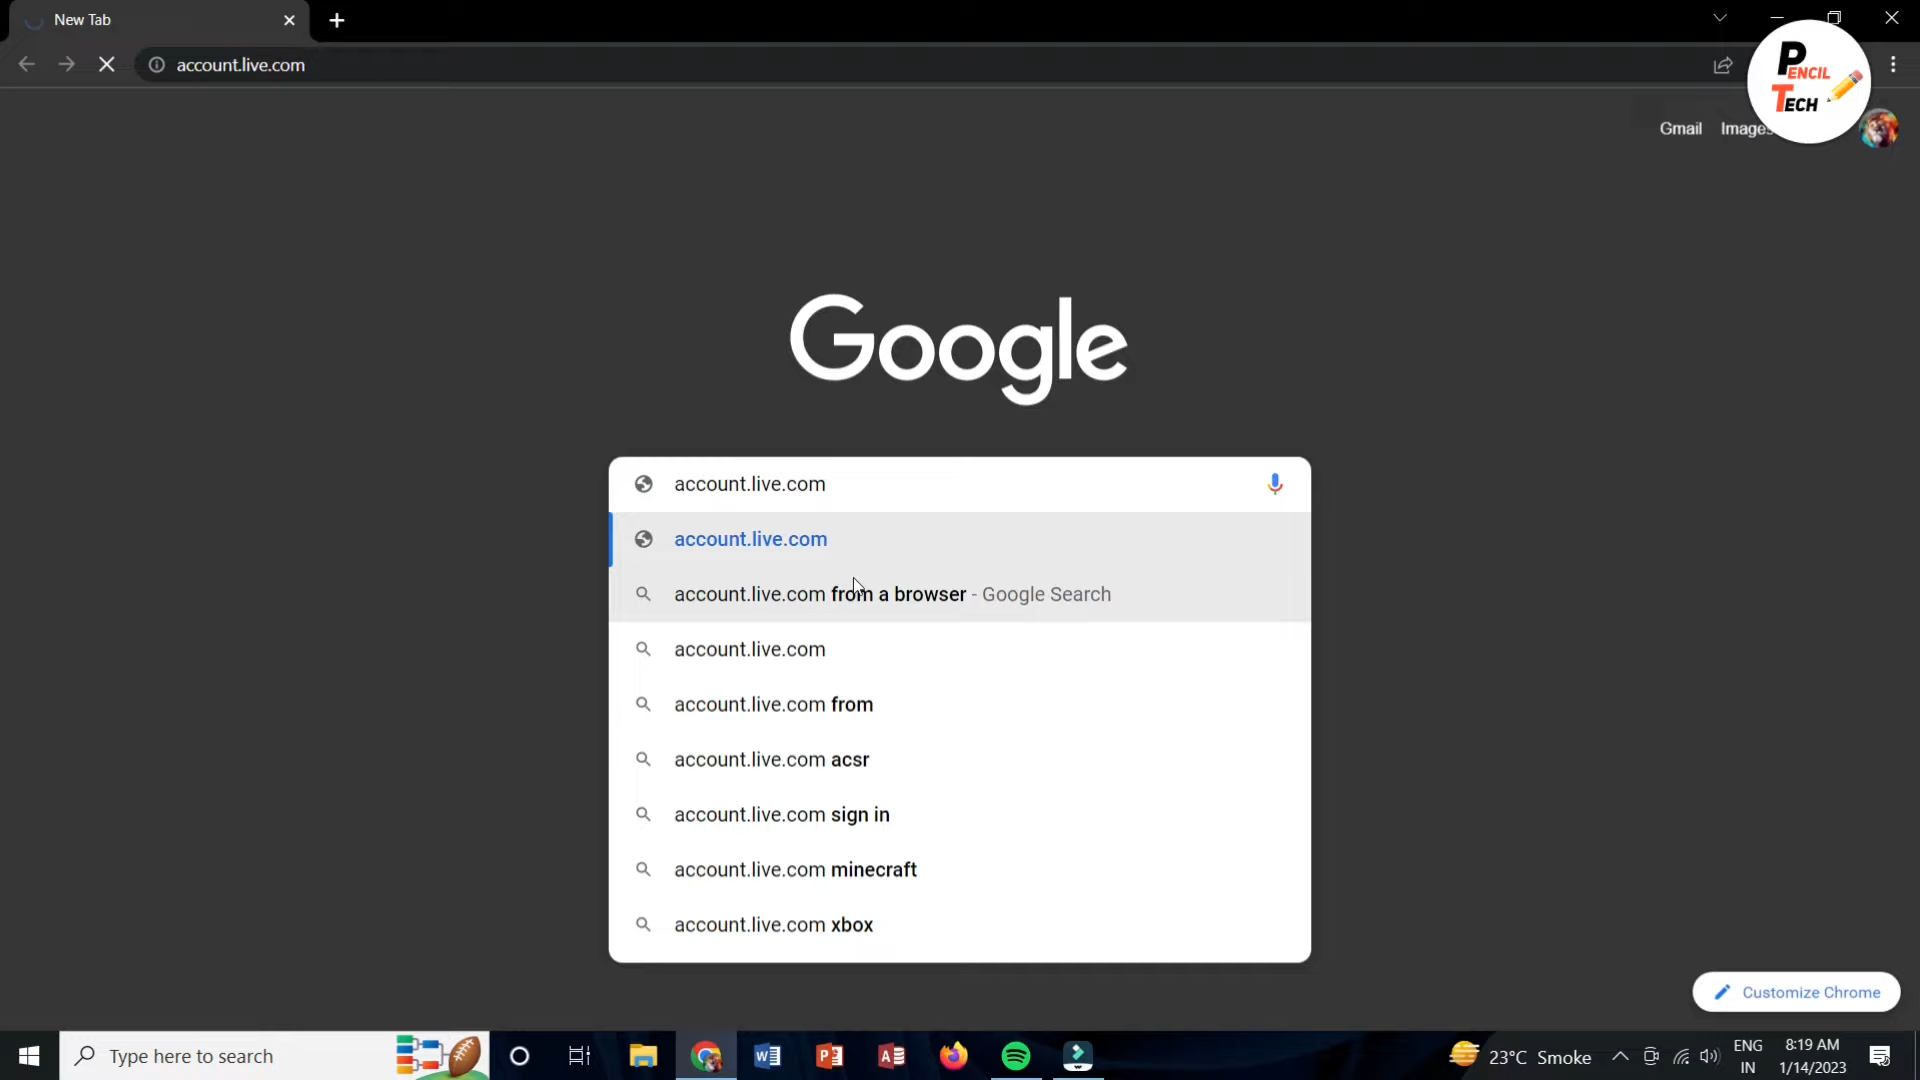 New Tab
account.live.com
PENCIL
TECH
Gmail Images
Google
account.live.com
account.live.com
account.live.com from a browser - Google Search
account.live.com
account.live.com from
account.live.com acsr
account.live.com sign in
account.live.com minecraft
account.live.com xbox
Customize Chrome
Type here to search
23°C Smoke
ENG
IN
8:19 AM
1/14/2023